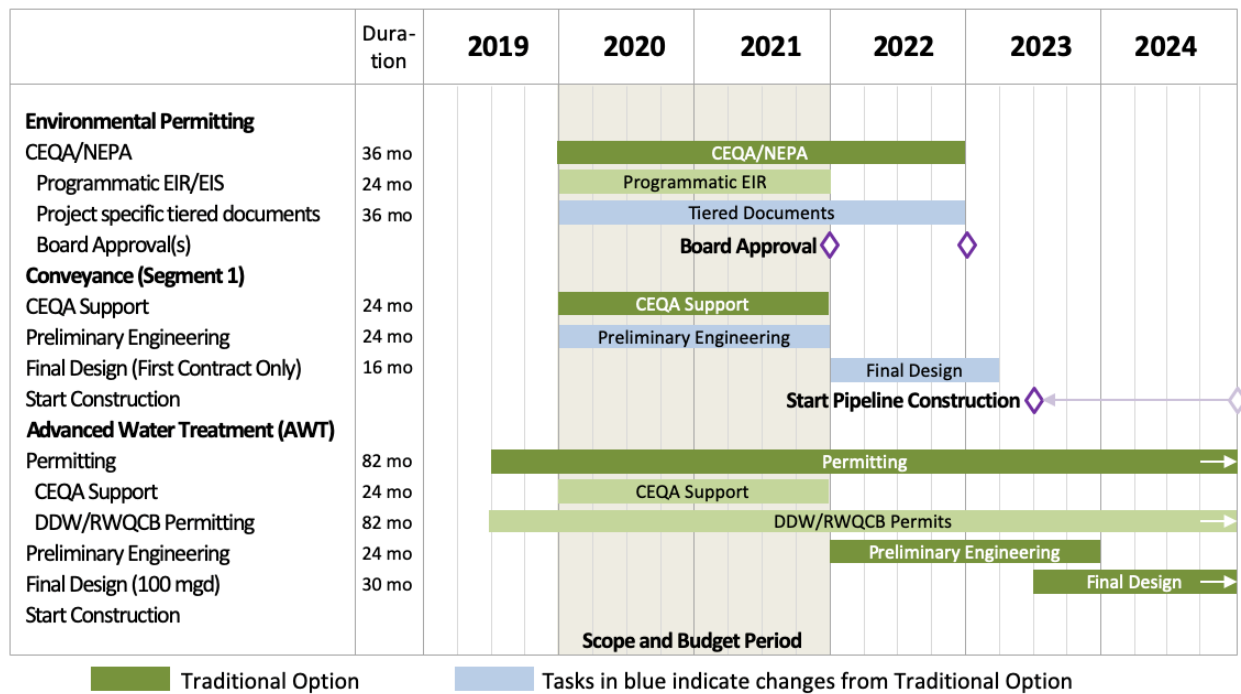 Dura-
tion
2019 2020 2021 2022 2023 2024
Environmental Permitting
CEQA/NEPA 36 mo CEQA/NEPA
Programmatic EIR/EIS 24 mo Programmatic EIR
Project specific tiered documents 36 mo Tiered Documents
Board Approval(s) Board Approval
Conveyance (Segment 1)
CEQA Support 24 mo CEQA Support
Preliminary Engineering 24 mo Preliminary Engineering
Final Design (First Contract Only) 16 mo Final Design
Start Construction Start Pipeline Construction
Advanced Water Treatment (AWT)
Permitting 82 mo Permitting
CEQA Support 24 mo CEQA Support
DDW/RWQCB Permitting 82 mo DDW/RWQCB Permits
Preliminary Engineering 24 mo Preliminary Engineering
Final Design (100 mgd) 30 mo Final Design
Start Construction
Scope and Budget Period
Traditional Option Tasks in blue indicate changes from Traditional Option